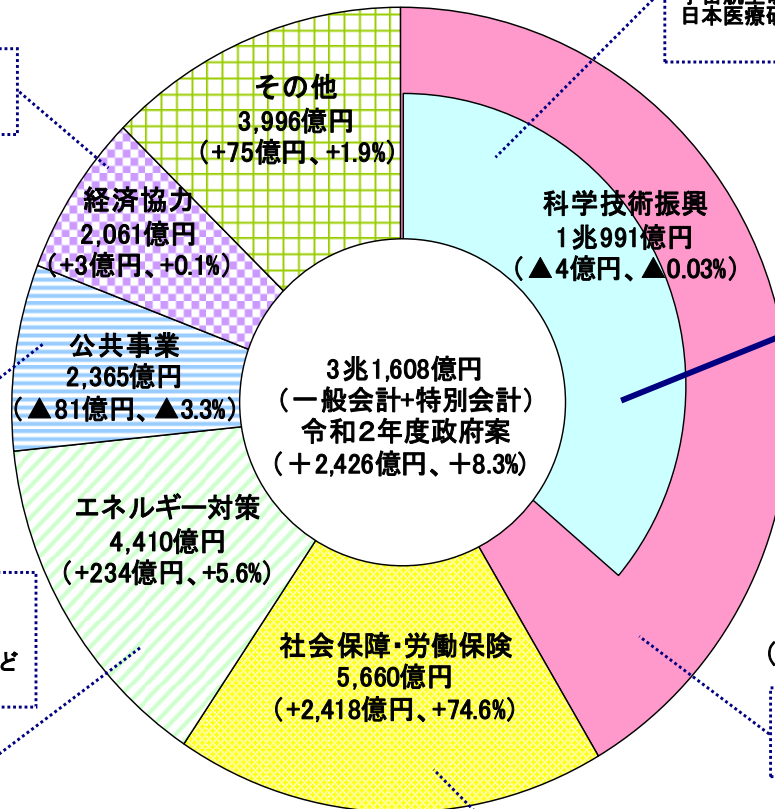 日本医療研
その他
3,996億円
(+75億円、+1.9%)
科学技術振興
1兆991億円
(▲4億円、▲0.03%)
経済協力
2,061億円
(+3億円、+0.1%)
公共事業
2,365億円
(▲81億円、▲3.3%)
3兆1,608億円
(一般会計+特別会計)
令和2年度政府案
(+2,426億円、+8.3%)
エネルギー対策
4,410億円
(+234億円、+5.6%)
社会保障・労働保険
5,660億円
(+2,418億円、+74.6%)
ど
(